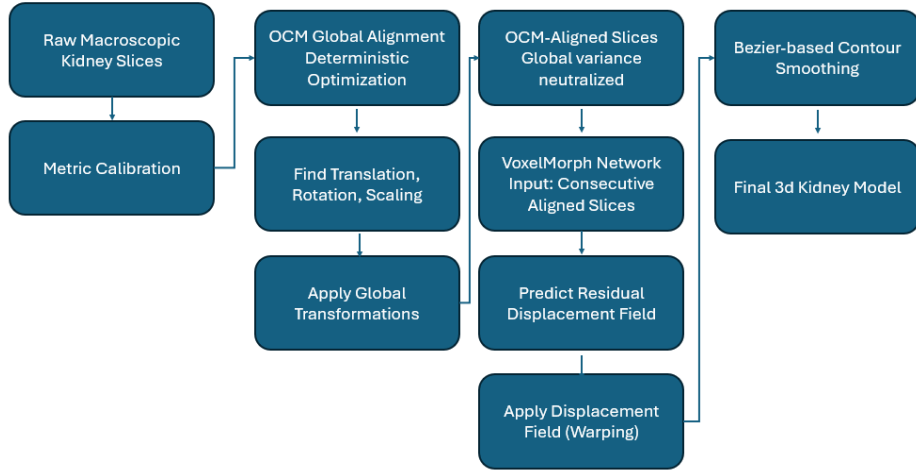 Raw Macroscopic
Kidney Slices
Metric Calibration
OCM Global Alignment
Deterministic
Optimization
Find Translation,
Rotation, Scaling
Apply Global
Transformations
OCM-Aligned Slices
Global variance
neutralized
VoxelMorph Network
Input: Consecutive
Aligned Slices
Predict Residual
Displacement Field
Apply Displacement
Field (Warping)
Bezier-based Contour
Smoothing
Final 3d Kidney Model